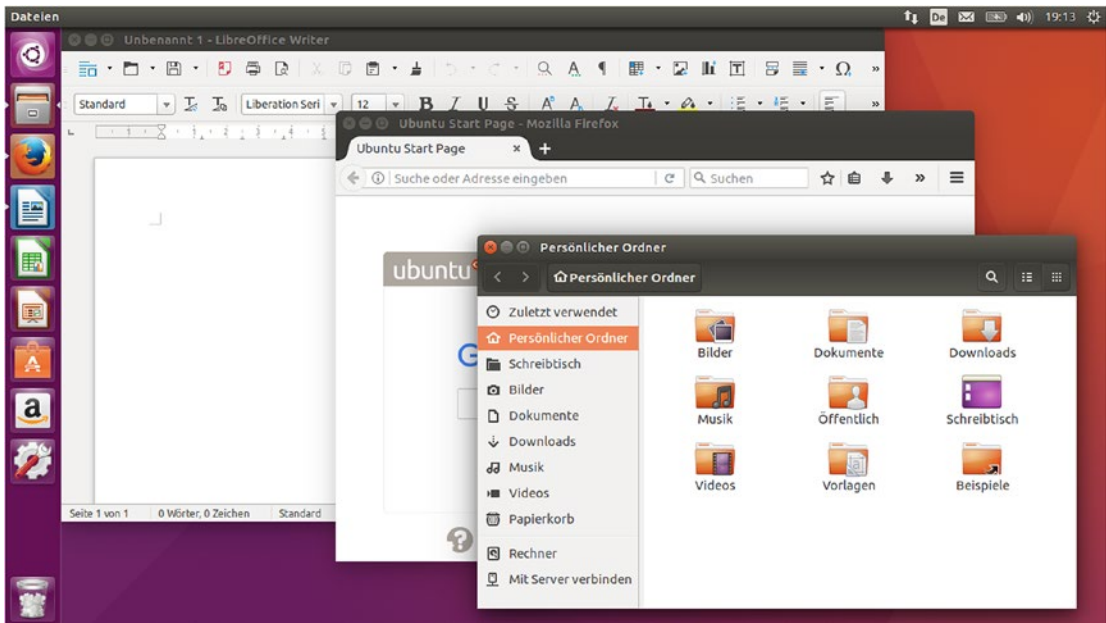 Dateien
De
19:13
Unbenannt 1 - LibreOffice Writer
Standard
Liberation Seri
12
Ubuntu Start Page - Mozilla Firefox
Ubuntu Start Page
Suche oder Adresse eingeben
Suchen
ubuntu
G
Seite 1 von 1
0 Wörter, 0 Zeichen
Standard
Persönlicher Ordner
Persönlicher Ordner
Zuletzt verwendet
Persönlicher Ordner
Schreibtisch
Bilder
Dokumente
Downloads
Musik
Videos
Papierkorb
Rechner
Mit Server verbinden
Bilder
Dokumente
Downloads
Musik
Öffentlich
Schreibtisch
Videos
Vorlagen
Beispiele